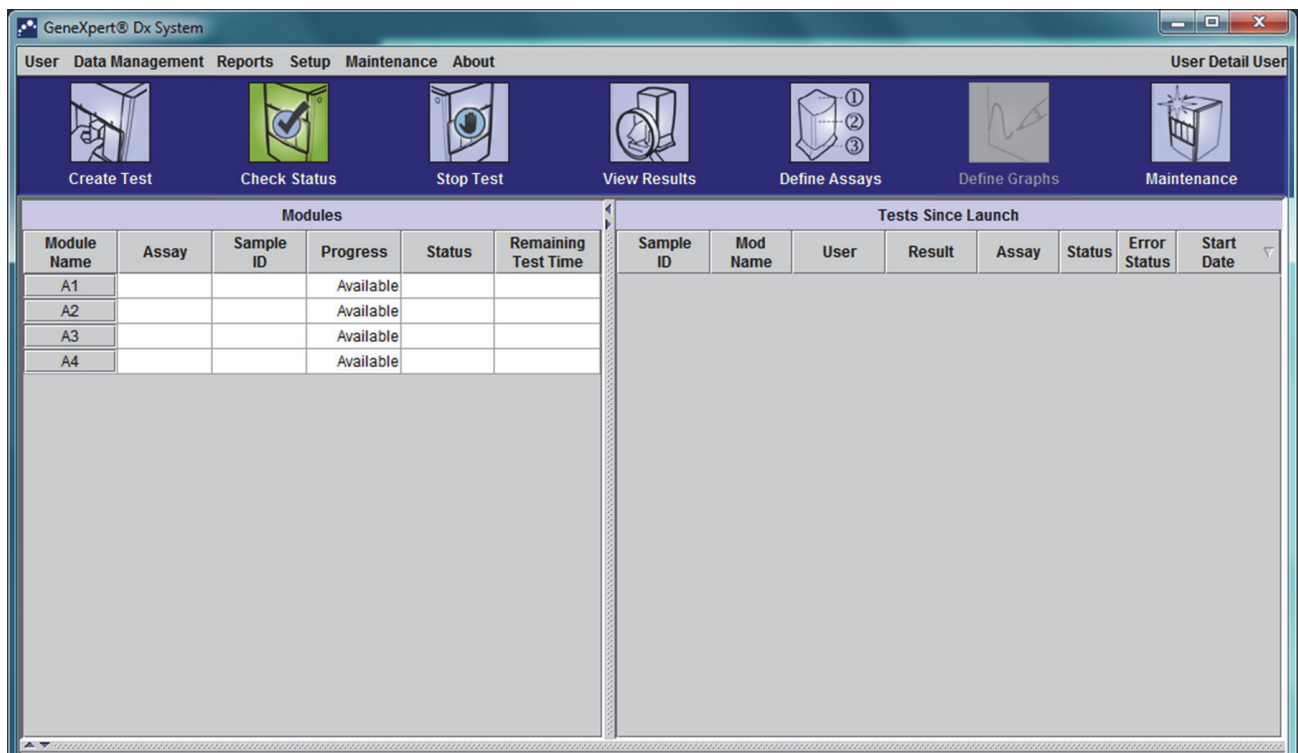 GeneXpert® Dx System
User Data Management Reports Setup Maintenance About User Detail User
① ② ③
Create Test Check Status Stop Test View Results Define Assays Define Graphs Maintenance
Modules Tests Since Launch
Module Name Assay Sample ID Progress Status Remaining Test Time Sample ID Mod Name User Result Assay Status Error Status Start Date
A1 Available
A2 Available
A3 Available
A4 Available